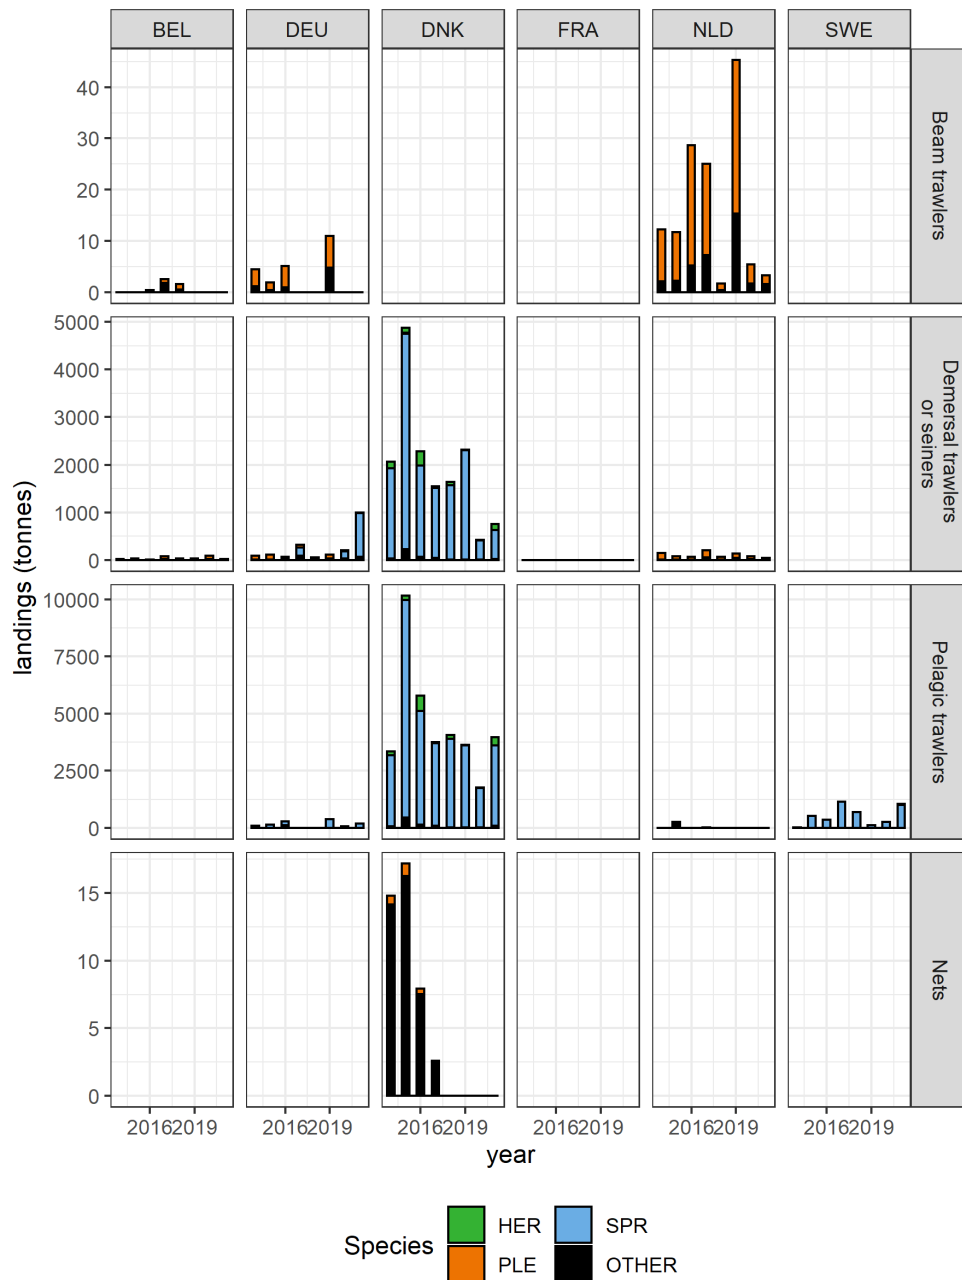 BEL DEU DNK FRA NLD SWE
40
30
20
10
0
Beam trawlers
5000
4000
3000
2000
1000
0
Demersal trawlers
or seiners
landings (tonnes)
10000
7500
5000
2500
0
Pelagic trawlers
15
10
5
0
Nets
2016 2019 2016 2019 2016 2019 2016 2019 2016 2019 2016 2019
year
Species
HER SPR
PLE OTHER